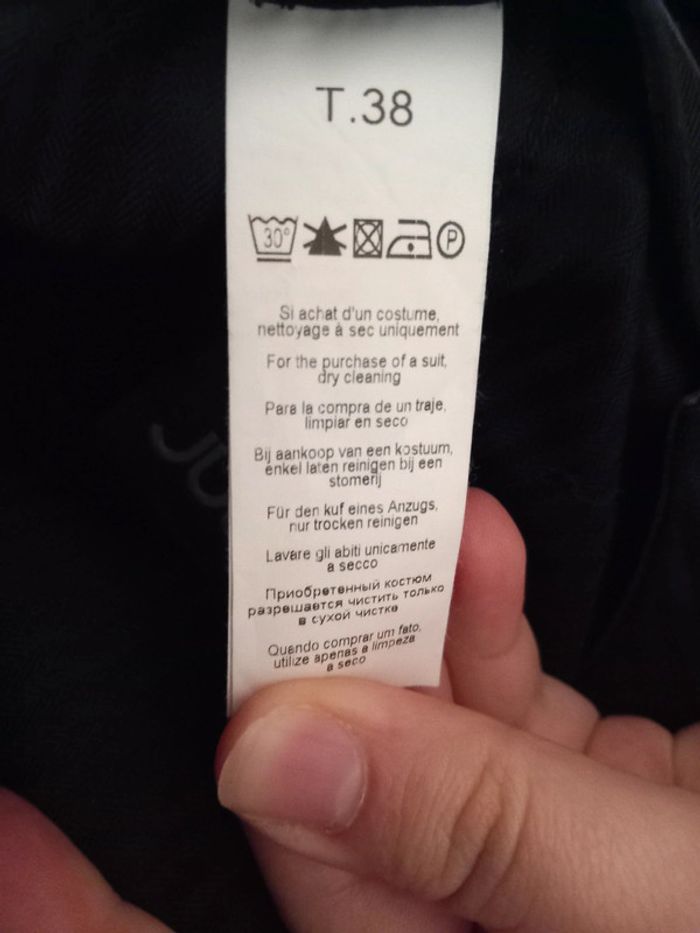 T.38
30°
P
Si achat d'un costume,
nettoyage à sec uniquement
For the purchase of a suit,
dry cleaning
Para la compra de un traje,
limpiar en seco
Bij aankoop van een kostuum,
enkel laten reinigen bij een
stomerij
Für den kuf eines Anzugs,
nur trocken reinigen
Lavare gli abiti unicamente
a secco
Приобретенный костюм
разрешается чистить только
в сухой чистке
Quando comprar um fato,
utilize apenas a limpeza
a seco